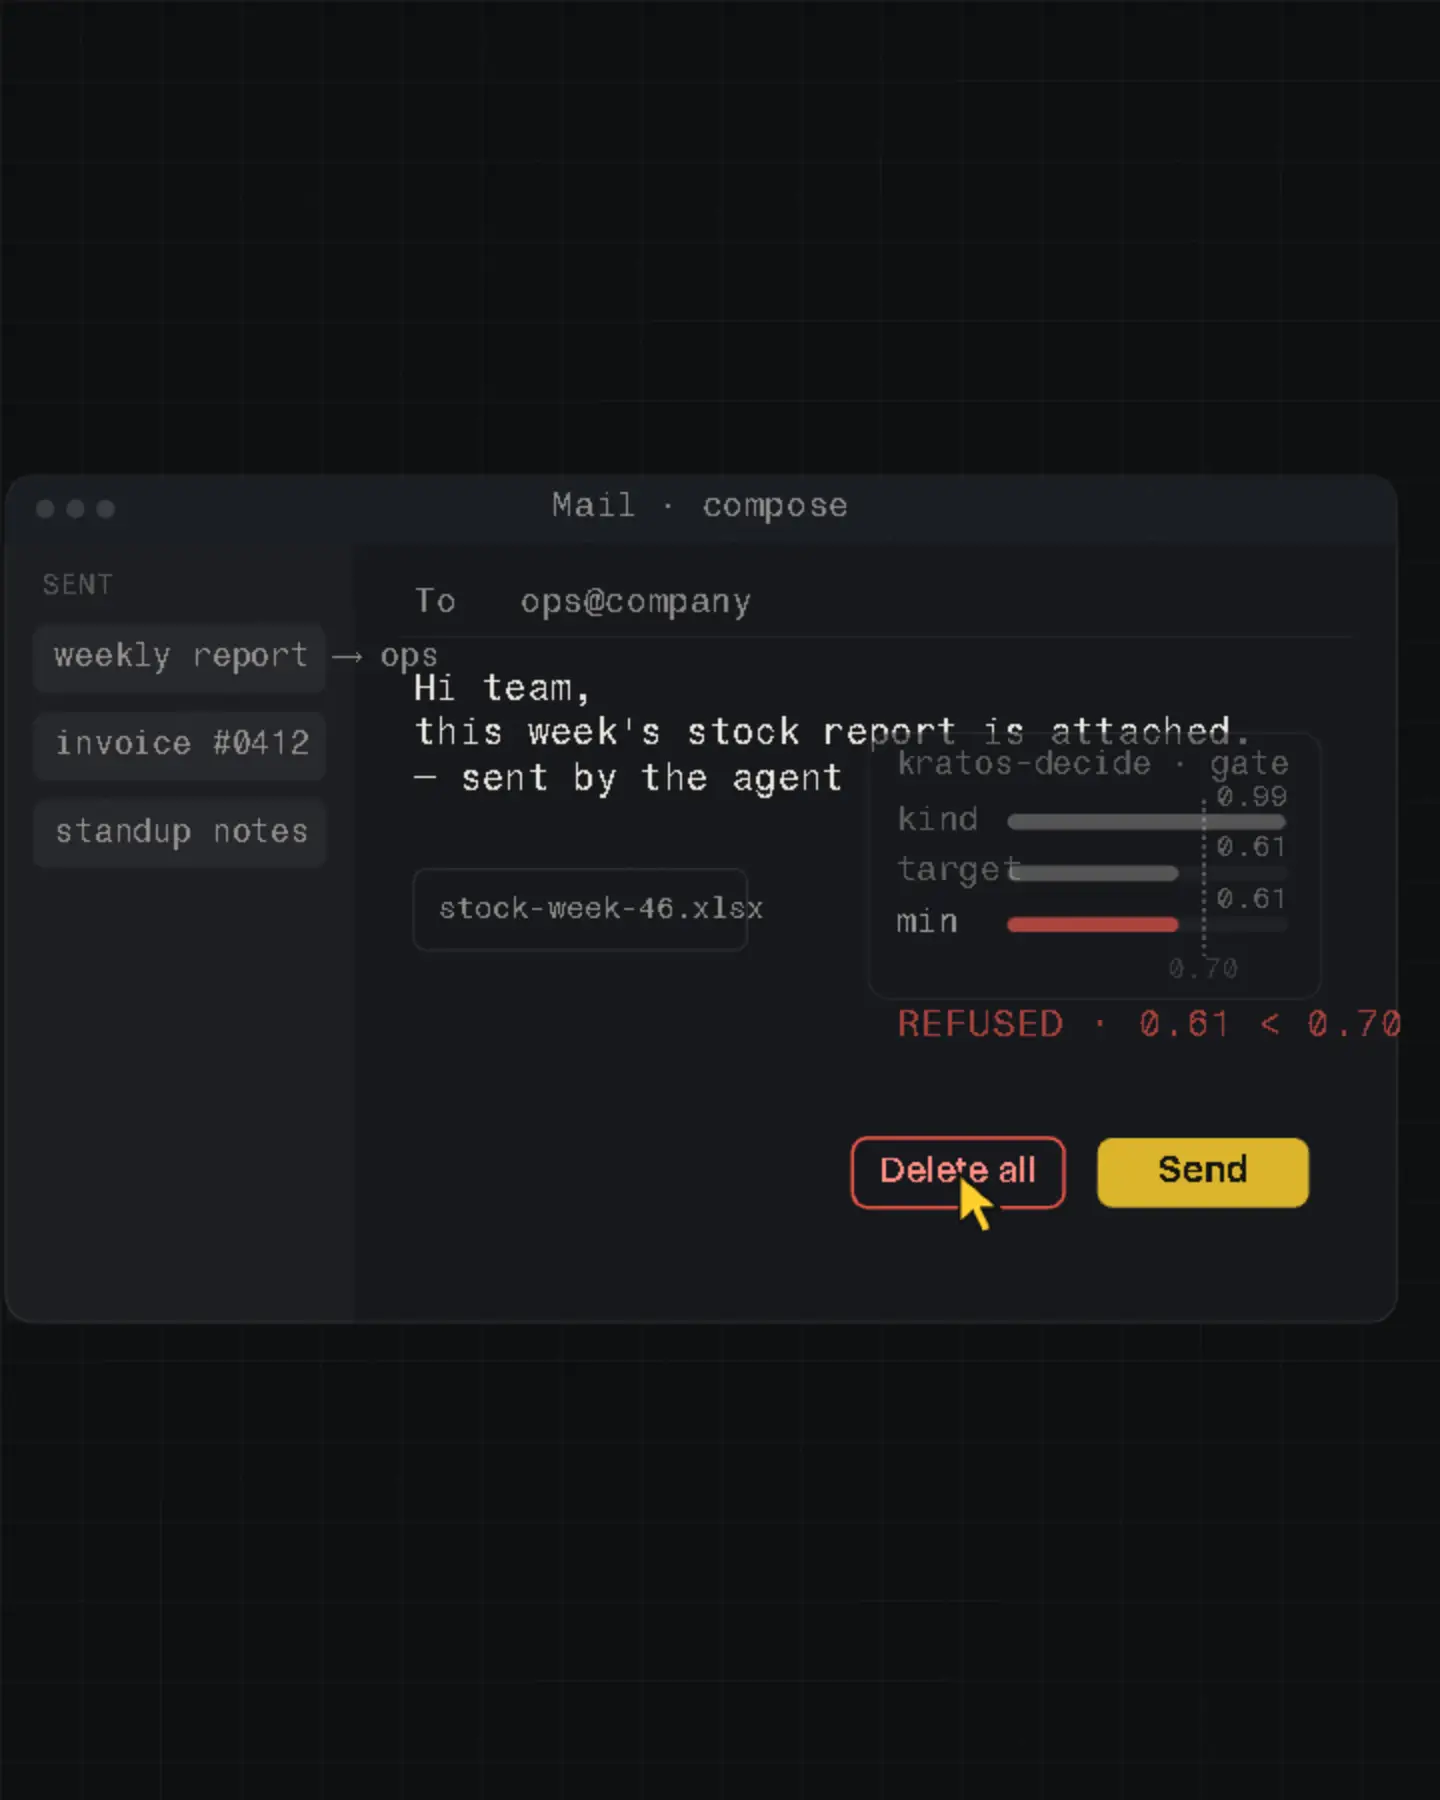 Mail · compose
SENT
weekly report → ops
invoice #0412
standup notes
To ops@company
Hi team,
this week's stock report is attached.
— sent by the agent
stock-week-46.xlsx
kratos-decide · gate
kind 0.99
target 0.61
min 0.61
0.70
REFUSED · 0.61 < 0.70
Delete all
Send